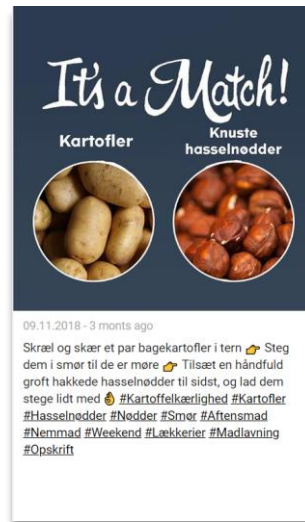 It's a Match!
Kartofler
Knuste
hasselnødder
09.11.2018 - 3 monts ago
Skræl og skær et par bagekartofler i tern 👉 Steg
dem i smør til de er møre 👉 Tilsæt en håndfuld
groft hakkede hasselnødder til sidst, og lad dem
stege lidt med 👌 #Kartoffelkærlighed #Kartofler
#Hasselnødder #Nødder #Smør #Aftensmad
#Nemmad #Weekend #Lækkerier #Madlavning
#Opskrift